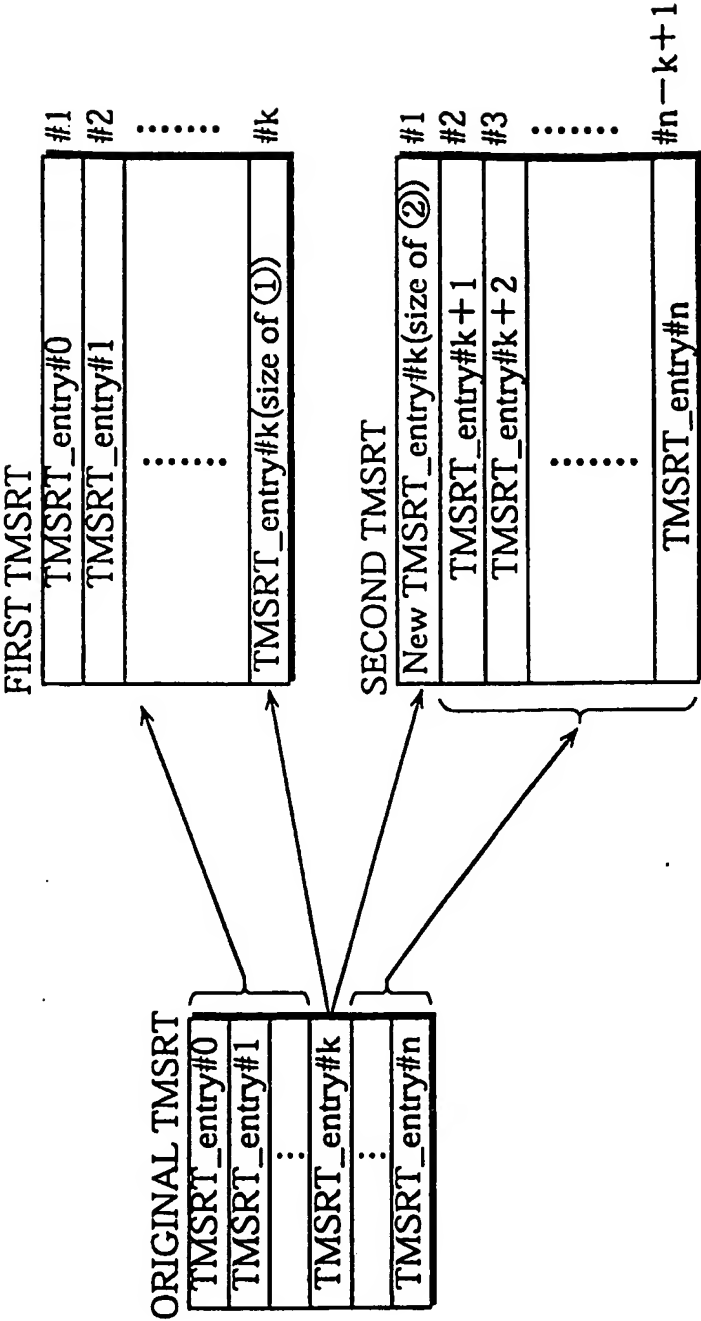 ORIGINAL TMSRT
TMSRT_entry#0
TMSRT_entry#1
⋯
TMSRT_entry#k
⋯
TMSRT_entry#n
FIRST TMSRT
TMSRT_entry#0 #1
TMSRT_entry#1 #2
⋯⋯ ⋯⋯
TMSRT_entry#k(size of ①) #k
SECOND TMSRT
New TMSRT_entry#k(size of ②) #1
TMSRT_entry#k+1 #2
TMSRT_entry#k+2 #3
⋯⋯ ⋯⋯
TMSRT_entry#n #n−k+1